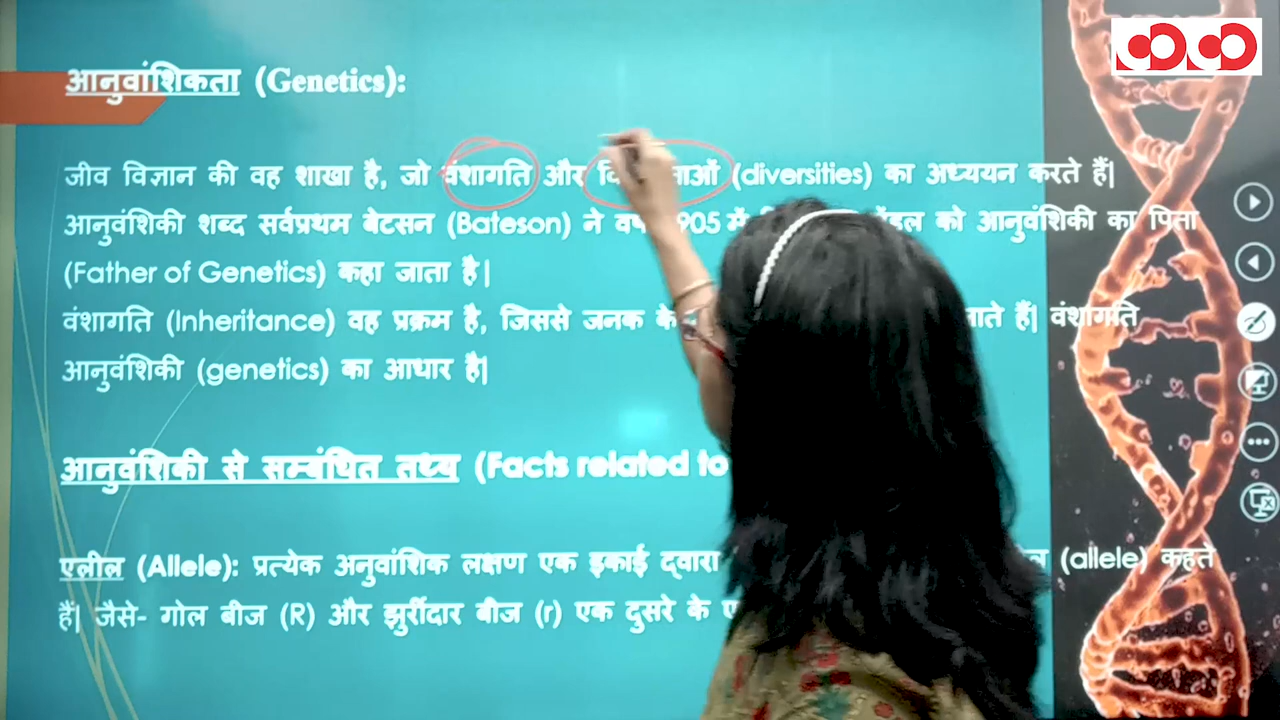 आनुवांशिकता (Genetics):
जीव विज्ञान की वह शाखा है, जो वंशागति और (diversities) का अध्ययन करते हैं|
आनुवंशिकी शब्द सर्वप्रथम बेटसन (Bateson) ने को आनुवंशिकी का पिता
(Father of Genetics) कहा जाता है|
वंशागति (Inheritance) वह प्रक्रम है, जिससे जनक के हैं| वंशागति
आनुवंशिकी (genetics) का आधार है|
आनुवंशिकी से सम्बंधित तथ्य (Facts related to
एलील (Allele): प्रत्येक अनुवांशिक लक्षण एक इकाई द्वारा (allele) कहते
हैं| जैसे- गोल बीज (R) और झुर्रीदार बीज (r) एक दुसरे के